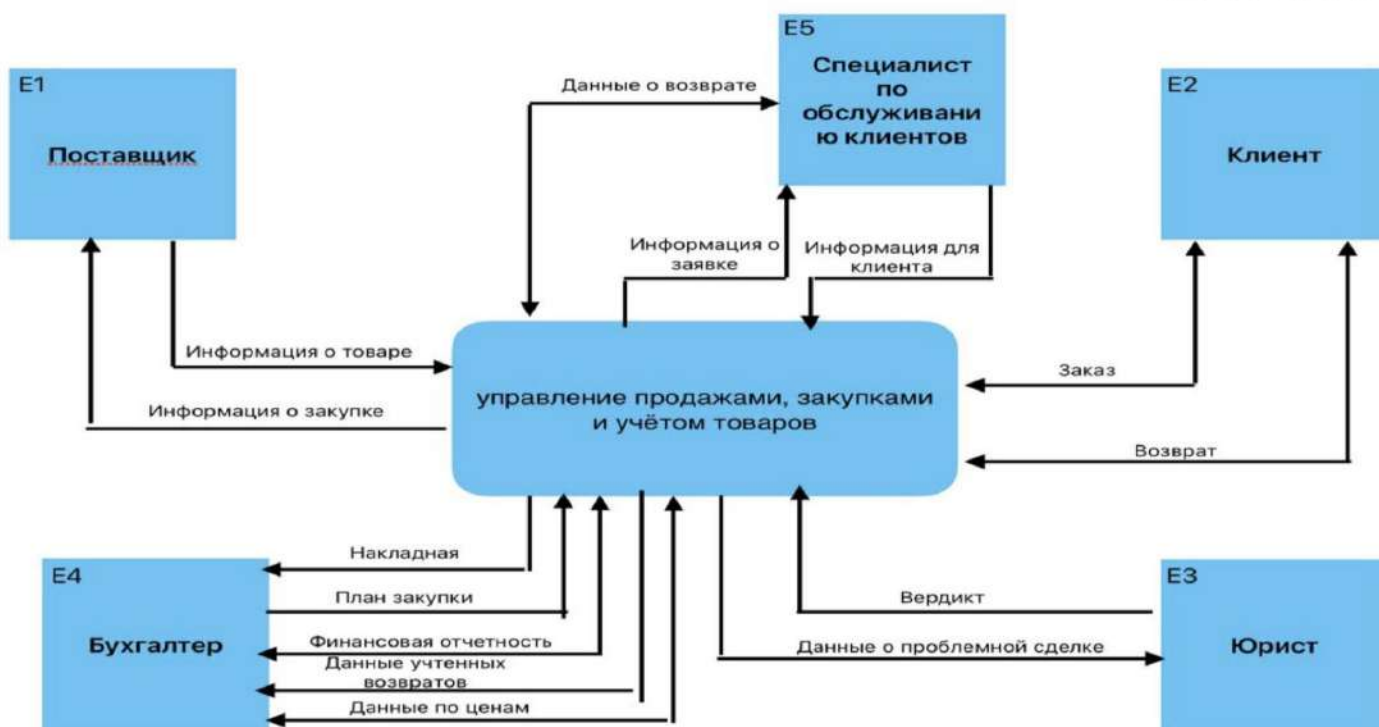 E5
Специалист
по
обслуживани
ю клиентов
E1
Поставщик
Данные о возврате
E2
Клиент
Информация о
заявке
Информация для
клиента
Информация о товаре
Информация о закупке
управление продажами, закупками
и учётом товаров
Заказ
Возврат
E4
Бухгалтер
Накладная
План закупки
Финансовая отчетность
Данные учтенных
возвратов
Данные по ценам
Вердикт
Данные о проблемной сделке
E3
Юрист